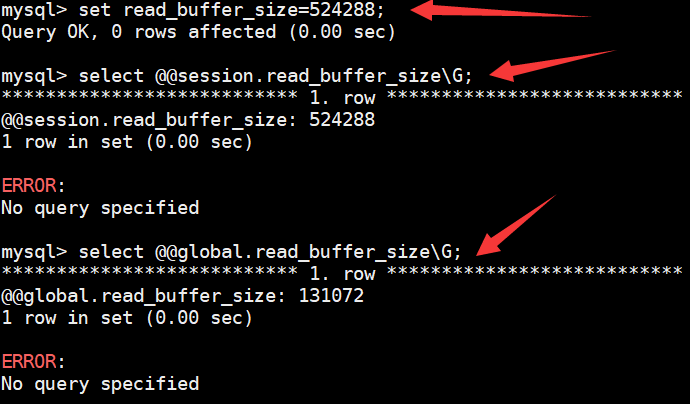 mysql> set read_buffer_size=524288;
Query OK, 0 rows affected (0.00 sec)
mysql> select @@session.read_buffer_size\G;
*************************** 1. row ***************************
@@session.read_buffer_size: 524288
1 row in set (0.00 sec)
ERROR:
No query specified
mysql> select @@global.read_buffer_size\G;
*************************** 1. row ***************************
@@global.read_buffer_size: 131072
1 row in set (0.00 sec)
ERROR:
No query specified